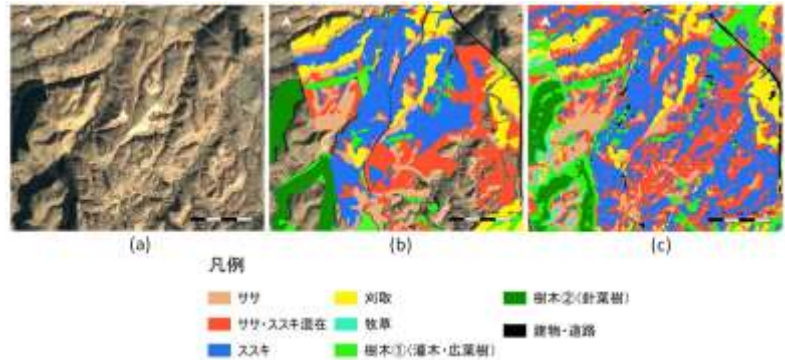 A A A
(a) (b) (c)
凡例
ササ 刈取 樹木②(針葉樹)
ササ・ススキ混在 牧草 建物・道路
ススキ 樹木①(灌木・広葉樹)